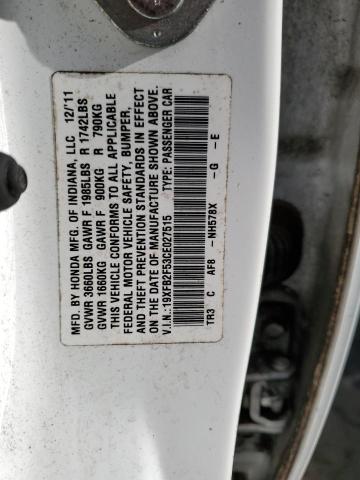 MFD. BY HONDA MFG. OF INDIANA, LLC 12/11
GVWR 3660LBS GAWR F 1985LBS R 1742LBS
GVWR 1660KG GAWR F 900KG R 790KG
THIS VEHICLE CONFORMS TO ALL APPLICABLE
FEDERAL MOTOR VEHICLE SAFETY, BUMPER,
AND THEFT PREVENTION STANDARDS IN EFFECT
ON THE DATE OF MANUFACTURE SHOWN ABOVE.
V.I.N.:19XFB2F53CE027515 TYPE: PASSENGER CAR
TR3 C AF8 -NH578X -G -E